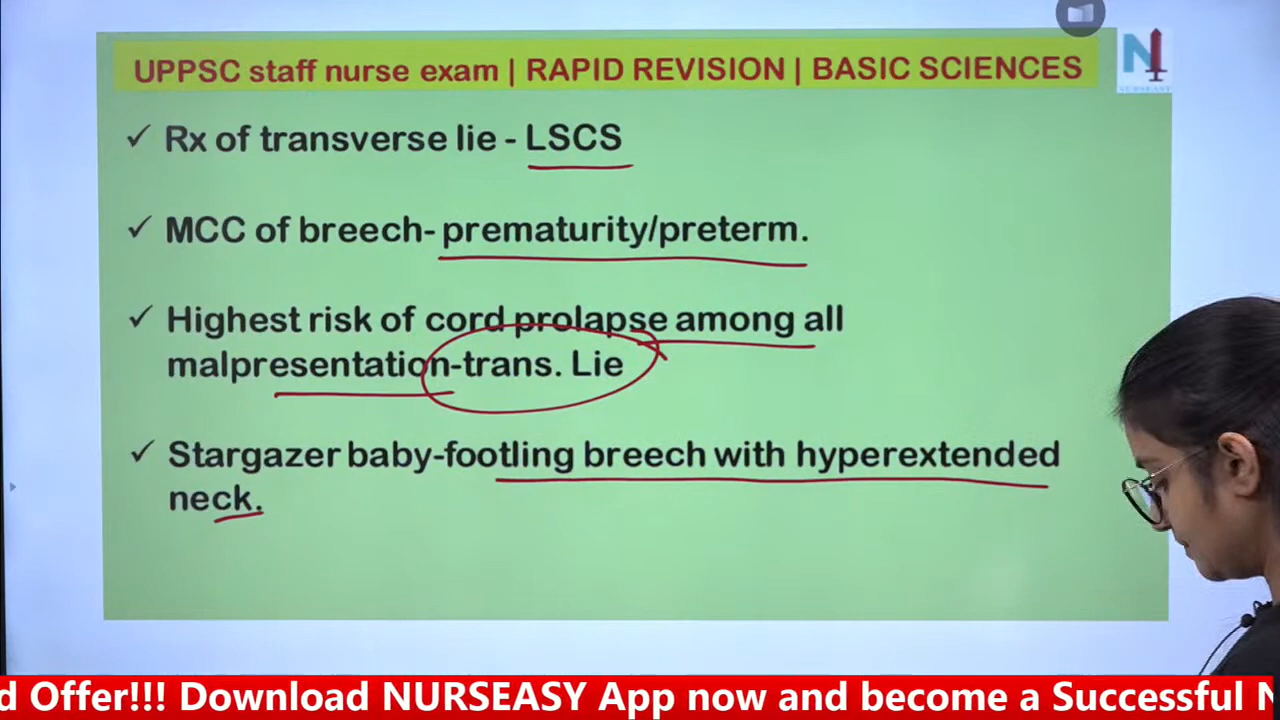 UPPSC staff nurse exam | RAPID REVISION | BASIC SCIENCES
N
✓ Rx of transverse lie - LSCS
✓ MCC of breech- prematurity/preterm.
✓ Highest risk of cord prolapse among all
malpresentation-trans. Lie
✓ Stargazer baby-footling breech with hyperextended
neck.
d Offer!!! Download NURSEASY App now and become a Successful N